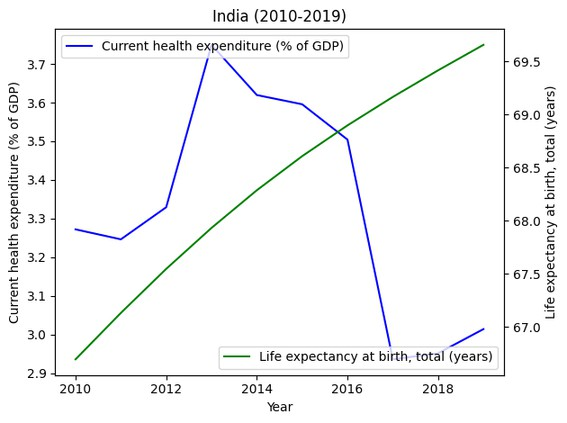 India (2010-2019)
Current health expenditure (% of GDP)
Life expectancy at birth, total (years)
Current health expenditure (% of GDP)
3.7
3.6
3.5
3.4
3.3
3.2
3.1
3.0
2.9
69.5
69.0
68.5
68.0
67.5
67.0
Life expectancy at birth, total (years)
2010 2012 2014 2016 2018
Year